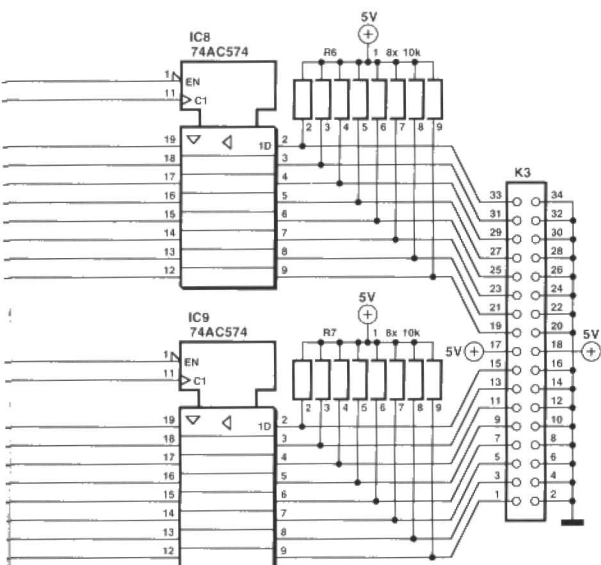 5V
IC8
74AC574
R6 1 8x 10k
1 EN
11 C1
2 3 4 5 6 7 8 9
19 1D 2
18 3
17 4
16 5
15 6
14 7
13 8
12 9
K3
33 34
31 32
29 30
27 28
25 26
23 24
21 22
19 20
5V 17 18 5V
15 16
13 14
11 12
9 10
7 8
5 6
3 4
1 2
5V
IC9
74AC574
R7 1 8x 10k
1 EN
11 C1
2 3 4 5 6 7 8 9
19 1D 2
18 3
17 4
16 5
15 6
14 7
13 8
12 9